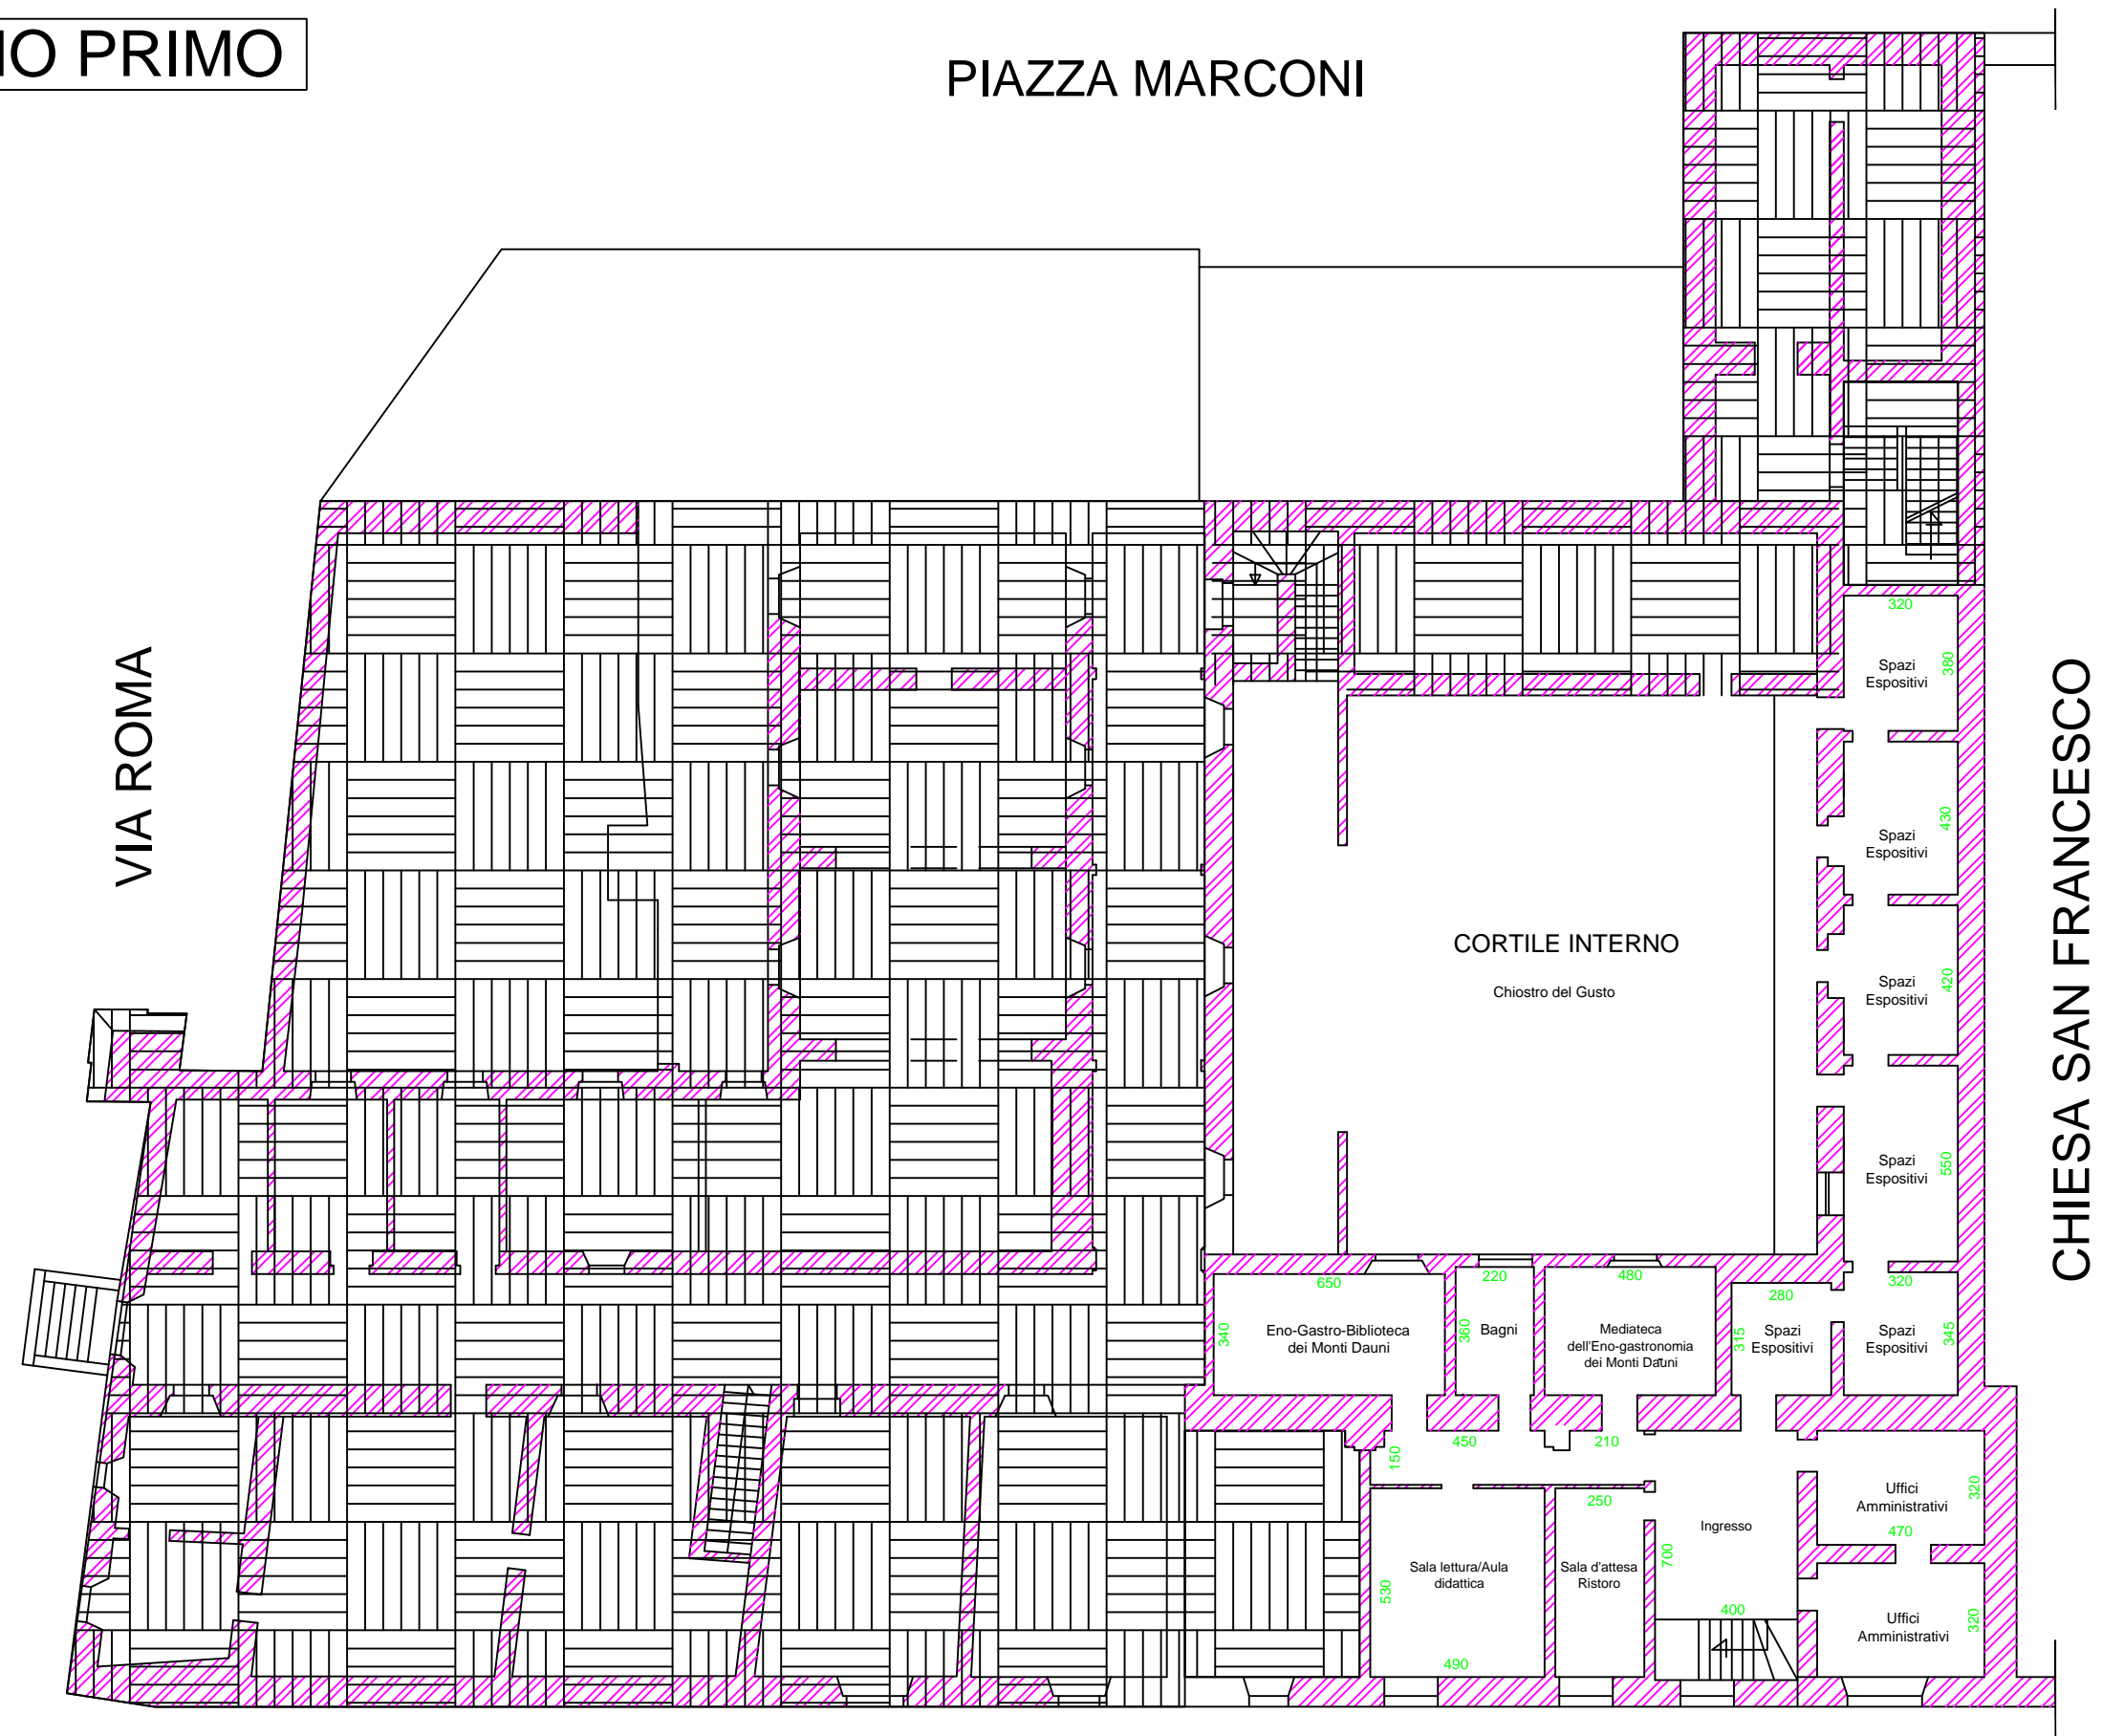 NO PRIMO
PIAZZA MARCONI
VIA ROMA
CHIESA SAN FRANCESCO
320
Spazi
Espositivi
380
Spazi
Espositivi
430
CORTILE INTERNO
Chiostro del Gusto
Spazi
Espositivi
420
Spazi
Espositivi
550
650
220
480
280
320
340
Eno-Gastro-Biblioteca
dei Monti Dauni
360
Bagni
Mediateca
dell'Eno-gastronomia
dei Monti Dauni
315
Spazi
Espositivi
Spazi
Espositivi
345
150
450
210
250
Uffici
Amministrativi
320
470
Ingresso
700
Sala lettura/Aula
didattica
530
490
Sala d'attesa
Ristoro
400
Uffici
Amministrativi
320